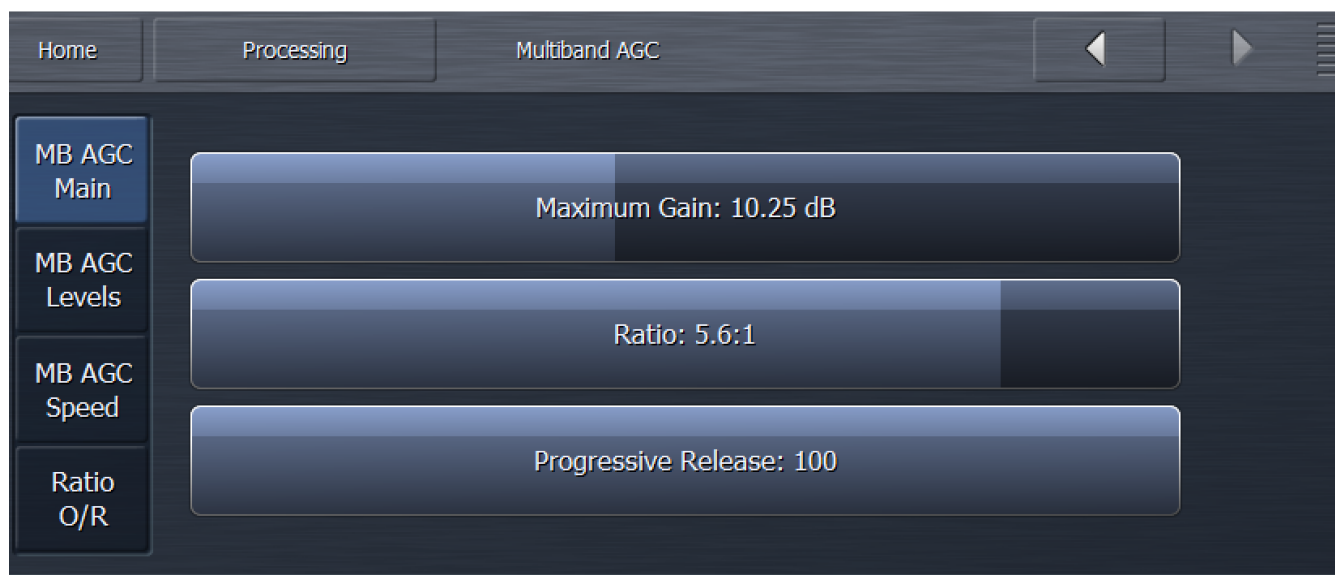 Home
Processing
Multiband AGC
MB AGC
Main
MB AGC
Levels
MB AGC
Speed
Ratio
O/R
Maximum Gain: 10.25 dB
Ratio: 5.6:1
Progressive Release: 100